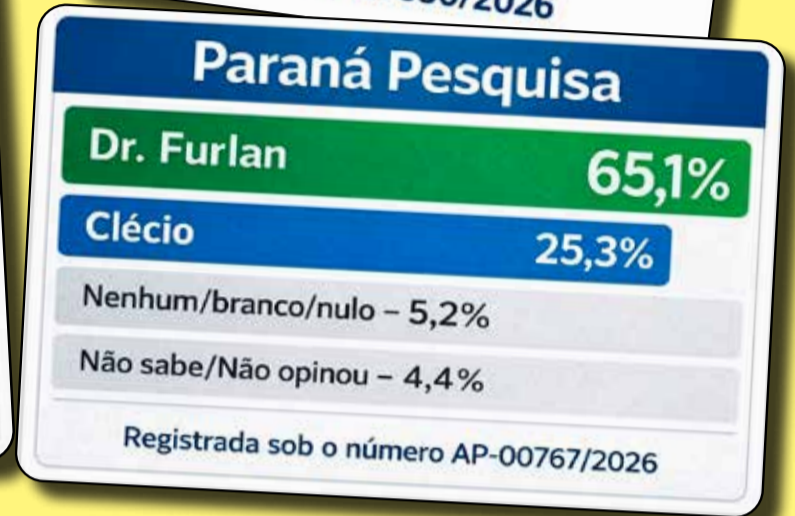 /2026
Paraná Pesquisa
Dr. Furlan 65,1%
Clécio 25,3%
Nenhum/branco/nulo – 5,2%
Não sabe/Não opinou – 4,4%
Registrada sob o número AP-00767/2026